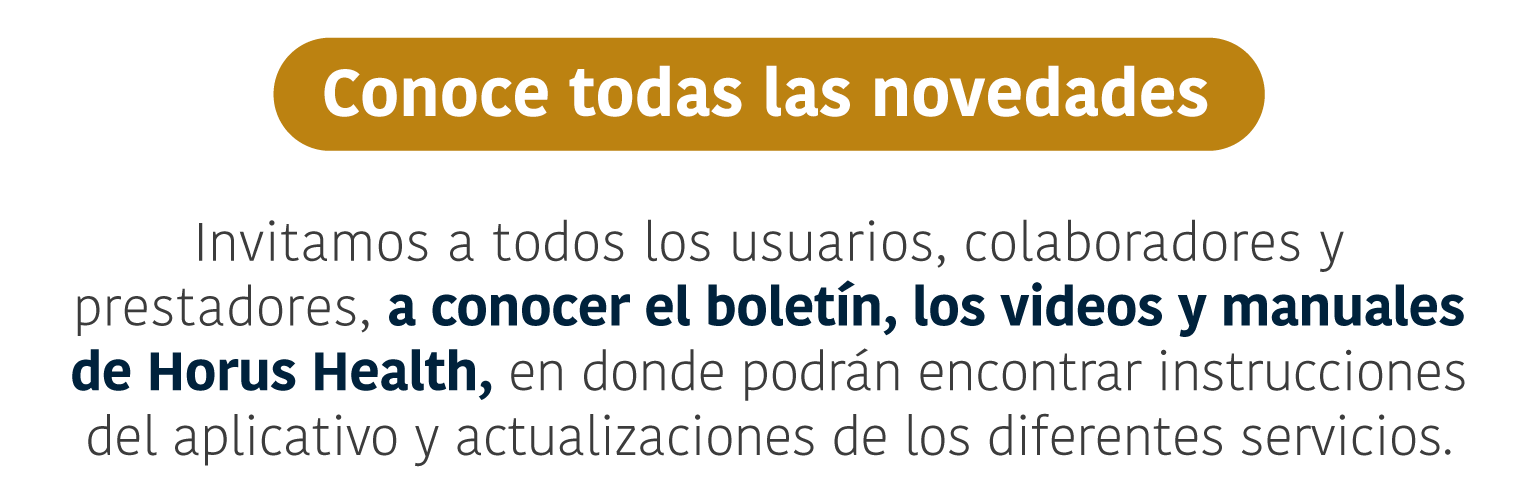 Conoce todas las novedades
Invitamos a todos los usuarios, colaboradores y
prestadores, a conocer el boletín, los videos y manuales
de Horus Health, en donde podrán encontrar instrucciones
del aplicativo y actualizaciones de los diferentes servicios.